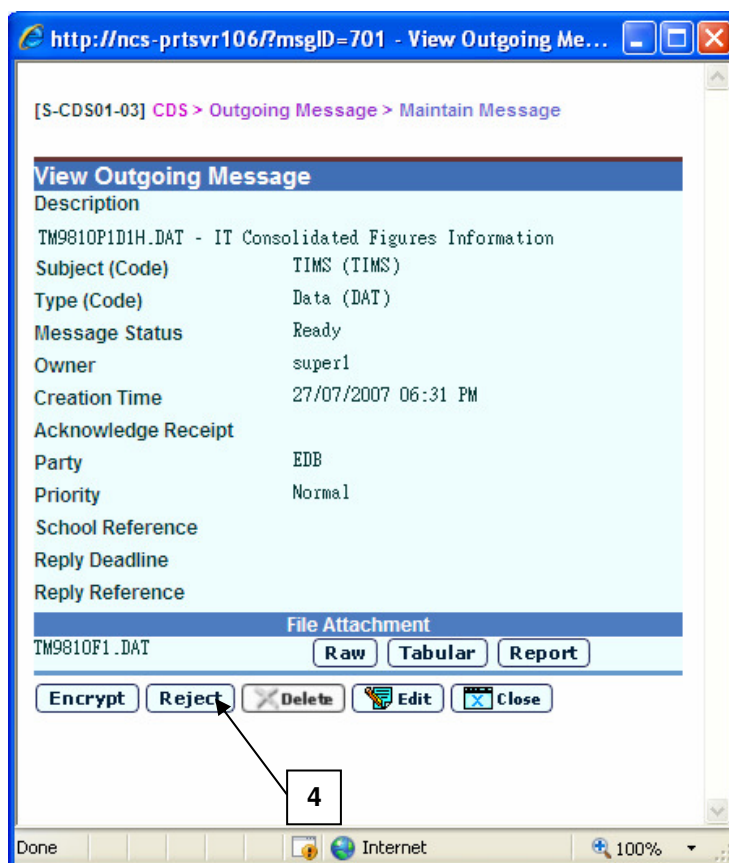 http://ncs-prtsvr106/?msgID=701 - View Outgoing Me...
[S-CDS01-03] CDS > Outgoing Message > Maintain Message
View Outgoing Message
Description
TM9810P1D1H.DAT - IT Consolidated Figures Information
Subject (Code) TIMS (TIMS)
Type (Code) Data (DAT)
Message Status Ready
Owner super1
Creation Time 27/07/2007 06:31 PM
Acknowledge Receipt
Party EDB
Priority Normal
School Reference
Reply Deadline
Reply Reference
File Attachment
TM9810F1.DAT Raw Tabular Report
Encrypt Reject Delete Edit Close
4
Done Internet 100%